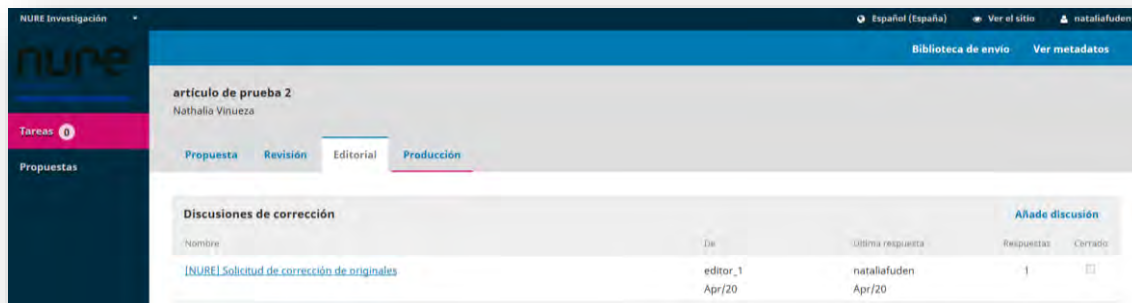 NURE Investigación
Español (España) Ver el sitio nataliafuden
nure
Biblioteca de envío Ver metadatos
artículo de prueba 2
Nathalia Vinueza
Tareas 0
Propuestas
Propuesta Revisión Editorial Producción
Discusiones de corrección Añade discusión
Nombre De Última respuesta Respuestas Cerrado
[NURE] Solicitud de corrección de originales editor_1 nataliafuden 1
Apr/20 Apr/20